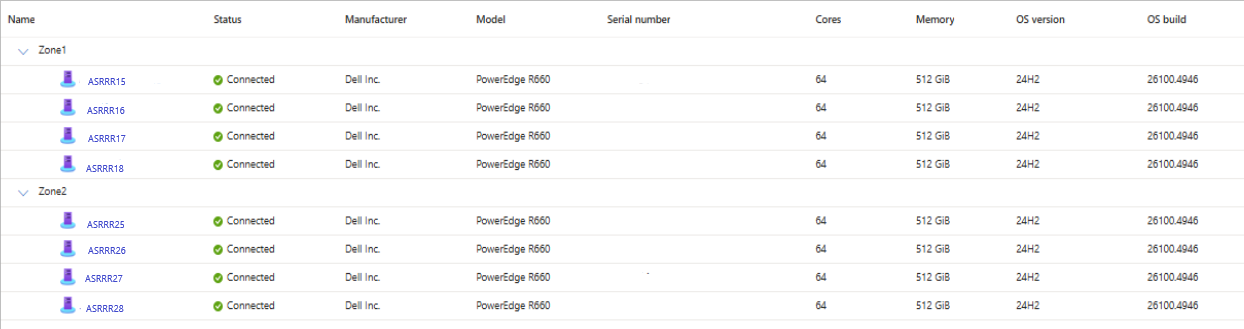 Name Status Manufacturer Model Serial number Cores Memory OS version OS build
Zone1
ASRRR15 Connected Dell Inc. PowerEdge R660 64 512 GiB 24H2 26100.4946
ASRRR16 Connected Dell Inc. PowerEdge R660 64 512 GiB 24H2 26100.4946
ASRRR17 Connected Dell Inc. PowerEdge R660 64 512 GiB 24H2 26100.4946
ASRRR18 Connected Dell Inc. PowerEdge R660 64 512 GiB 24H2 26100.4946
Zone2
ASRRR25 Connected Dell Inc. PowerEdge R660 64 512 GiB 24H2 26100.4946
ASRRR26 Connected Dell Inc. PowerEdge R660 64 512 GiB 24H2 26100.4946
ASRRR27 Connected Dell Inc. PowerEdge R660 64 512 GiB 24H2 26100.4946
ASRRR28 Connected Dell Inc. PowerEdge R660 64 512 GiB 24H2 26100.4946